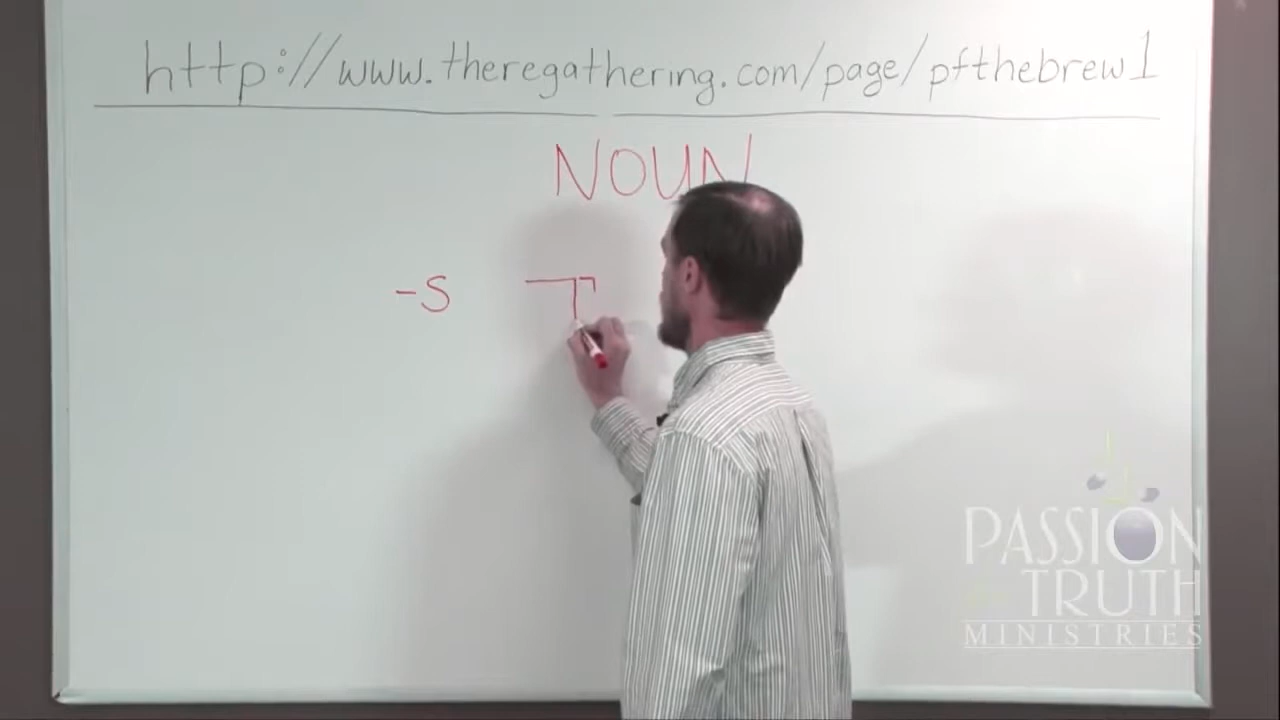 http://www.theregathering.com/page/pfthebrew1
NOUN
-S
PASSION
TRUTH
MINISTRIES